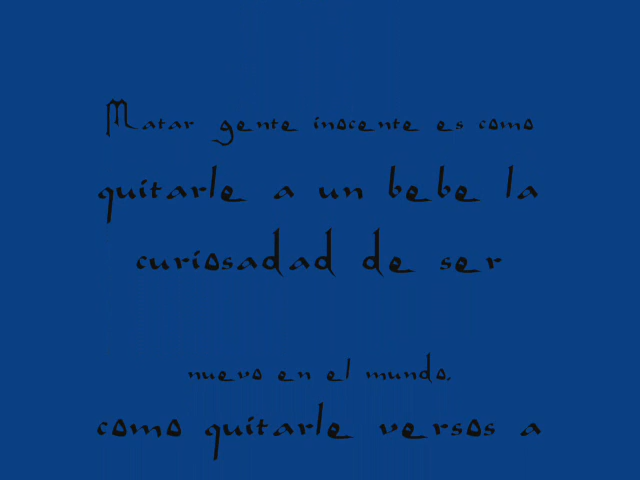 Matar gente inocente es como
quitarle a un bebe la
curiosadad de ser
nuevo en el mundo.
como quitarle versos a